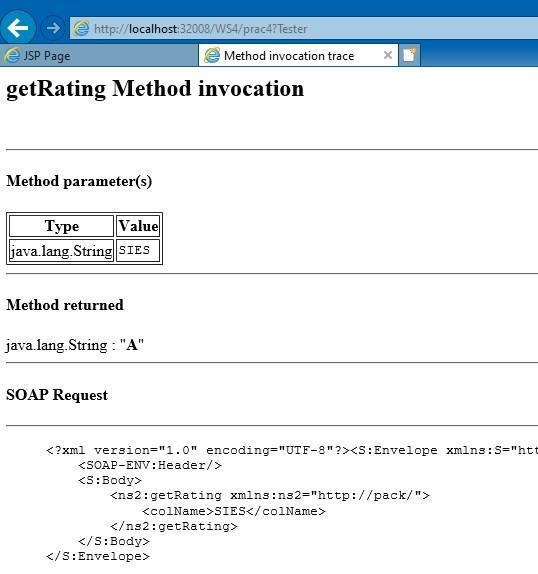 http://localhost:32008/WS4/prac4?Tester
JSP Page
Method invocation trace
getRating Method invocation
Method parameter(s)
Type Value
java.lang.String SIES
Method returned
java.lang.String : "A"
SOAP Request
<?xml version="1.0" encoding="UTF-8"?><S:Envelope xmlns:S="htt
<SOAP-ENV:Header/>
<S:Body>
<ns2:getRating xmlns:ns2="http://pack/">
<colName>SIES</colName>
</ns2:getRating>
</S:Body>
</S:Envelope>